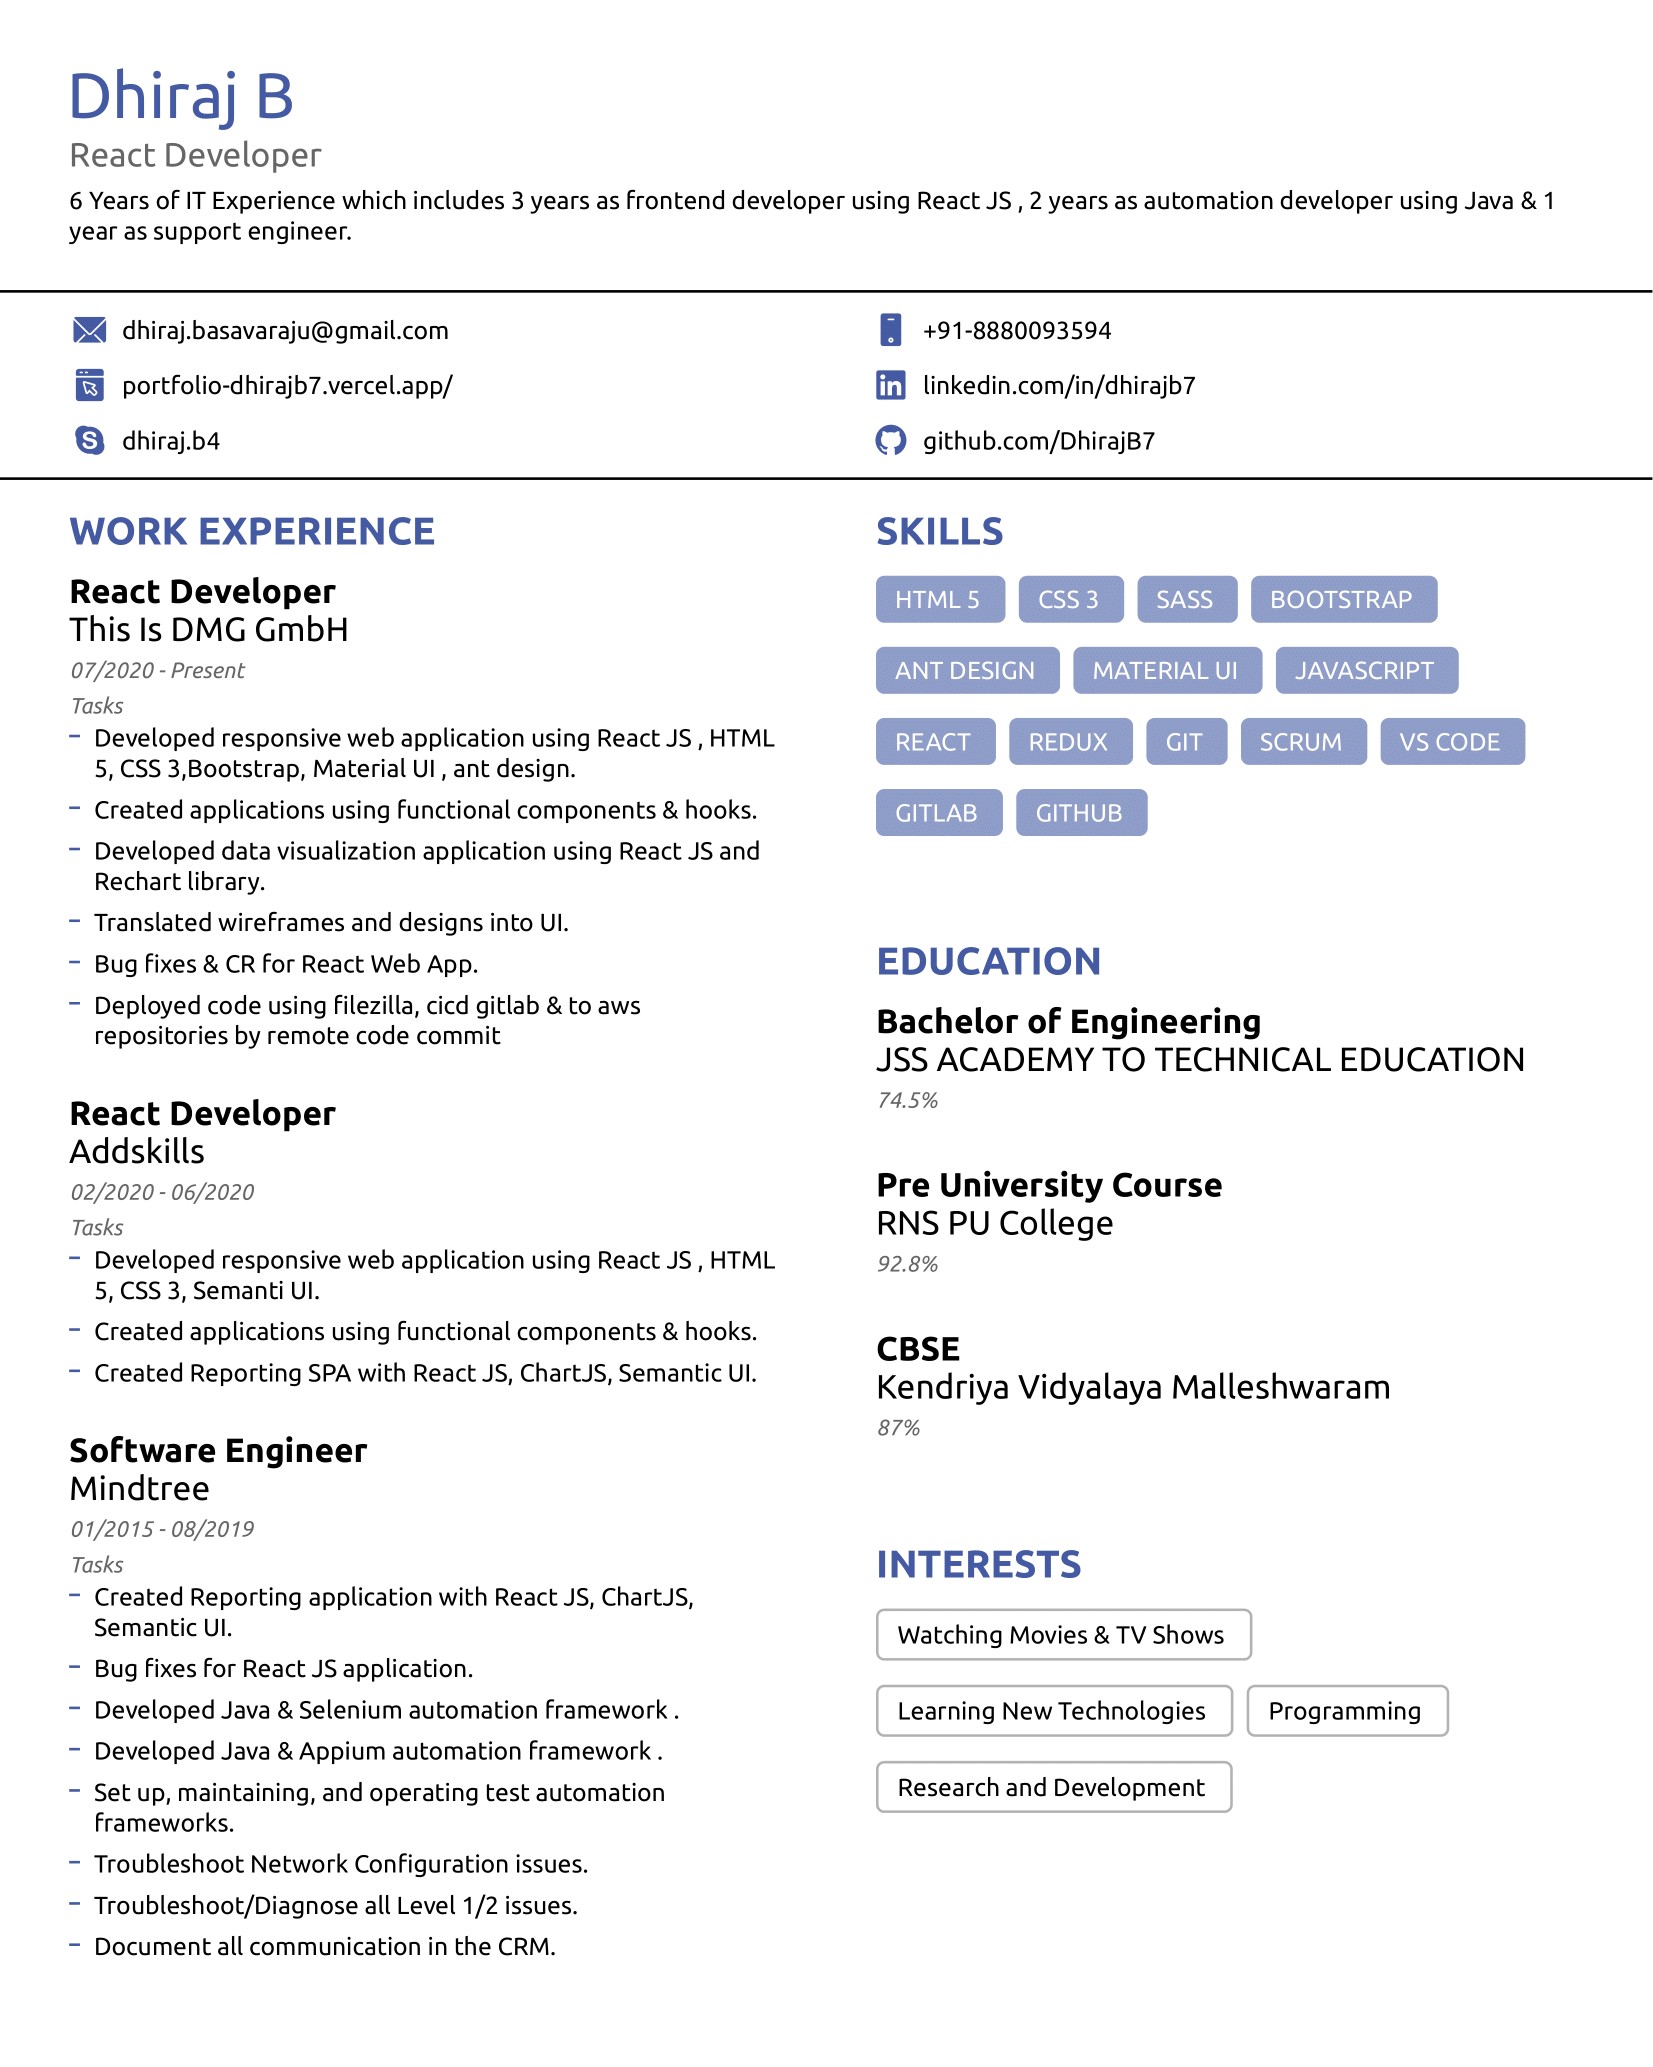 Dhiraj B
React Developer
6 Years of IT Experience which includes 3 years as frontend developer using React JS , 2 years as automation developer using Java & 1
year as support engineer.
dhiraj.basavaraju@gmail.com
+91-8880093594
portfolio-dhirajb7.vercel.app/
linkedin.com/in/dhirajb7
dhiraj.b4
github.com/DhirajB7
WORK EXPERIENCE
React Developer
This Is DMG GmbH
07/2020 - Present
Tasks
– Developed responsive web application using React JS , HTML
5, CSS 3,Bootstrap, Material UI , ant design.
– Created applications using functional components & hooks.
– Developed data visualization application using React JS and
Rechart library.
– Translated wireframes and designs into UI.
– Bug fixes & CR for React Web App.
– Deployed code using filezilla, cicd gitlab & to aws
repositories by remote code commit
React Developer
Addskills
02/2020 - 06/2020
Tasks
– Developed responsive web application using React JS , HTML
5, CSS 3, Semanti UI.
– Created applications using functional components & hooks.
– Created Reporting SPA with React JS, ChartJS, Semantic UI.
Software Engineer
Mindtree
01/2015 - 08/2019
Tasks
– Created Reporting application with React JS, ChartJS,
Semantic UI.
– Bug fixes for React JS application.
– Developed Java & Selenium automation framework .
– Developed Java & Appium automation framework .
– Set up, maintaining, and operating test automation
frameworks.
– Troubleshoot Network Configuration issues.
– Troubleshoot/Diagnose all Level 1/2 issues.
– Document all communication in the CRM.
SKILLS
HTML 5 CSS 3 SASS BOOTSTRAP
ANT DESIGN MATERIAL UI JAVASCRIPT
REACT REDUX GIT SCRUM VS CODE
GITLAB GITHUB
EDUCATION
Bachelor of Engineering
JSS ACADEMY TO TECHNICAL EDUCATION
74.5%
Pre University Course
RNS PU College
92.8%
CBSE
Kendriya Vidyalaya Malleshwaram
87%
INTERESTS
Watching Movies & TV Shows
Learning New Technologies Programming
Research and Development